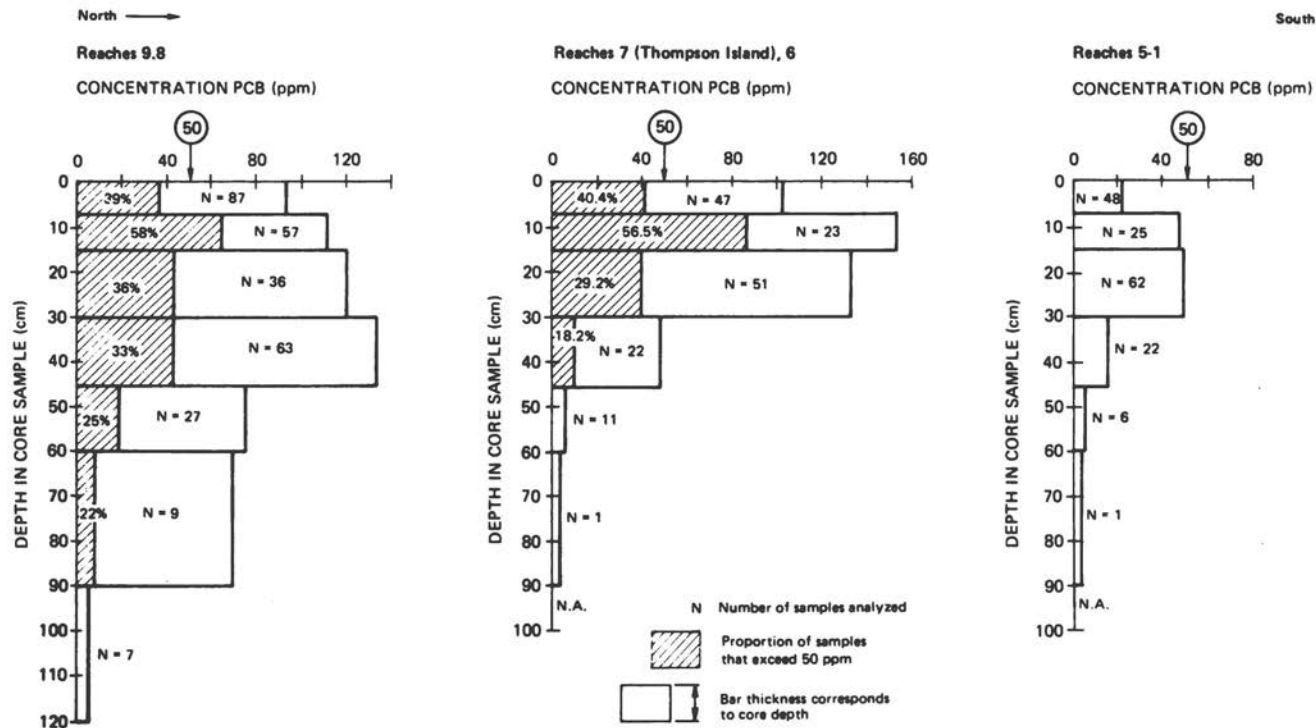 North
South
Reaches 9.8
CONCENTRATION PCB (ppm)
50
0 40 80 120
DEPTH IN CORE SAMPLE (cm)
0
10
20
30
40
50
60
70
80
90
100
110
120
39% N = 87
58% N = 57
36% N = 36
33% N = 63
25% N = 27
22% N = 9
N = 7
Reaches 7 (Thompson Island), 6
CONCENTRATION PCB (ppm)
50
0 40 80 120 160
DEPTH IN CORE SAMPLE (cm)
0
10
20
30
40
50
60
70
80
90
100
40.4% N = 47
56.5% N = 23
29.2% N = 51
18.2% N = 22
N = 11
N = 1
N.A.
N Number of samples analyzed
Proportion of samples
that exceed 50 ppm
Bar thickness corresponds
to core depth
Reaches 5-1
CONCENTRATION PCB (ppm)
50
0 40 80
DEPTH IN CORE SAMPLE (cm)
0
10
20
30
40
50
60
70
80
90
100
N = 48
N = 25
N = 62
N = 22
N = 6
N = 1
N.A.